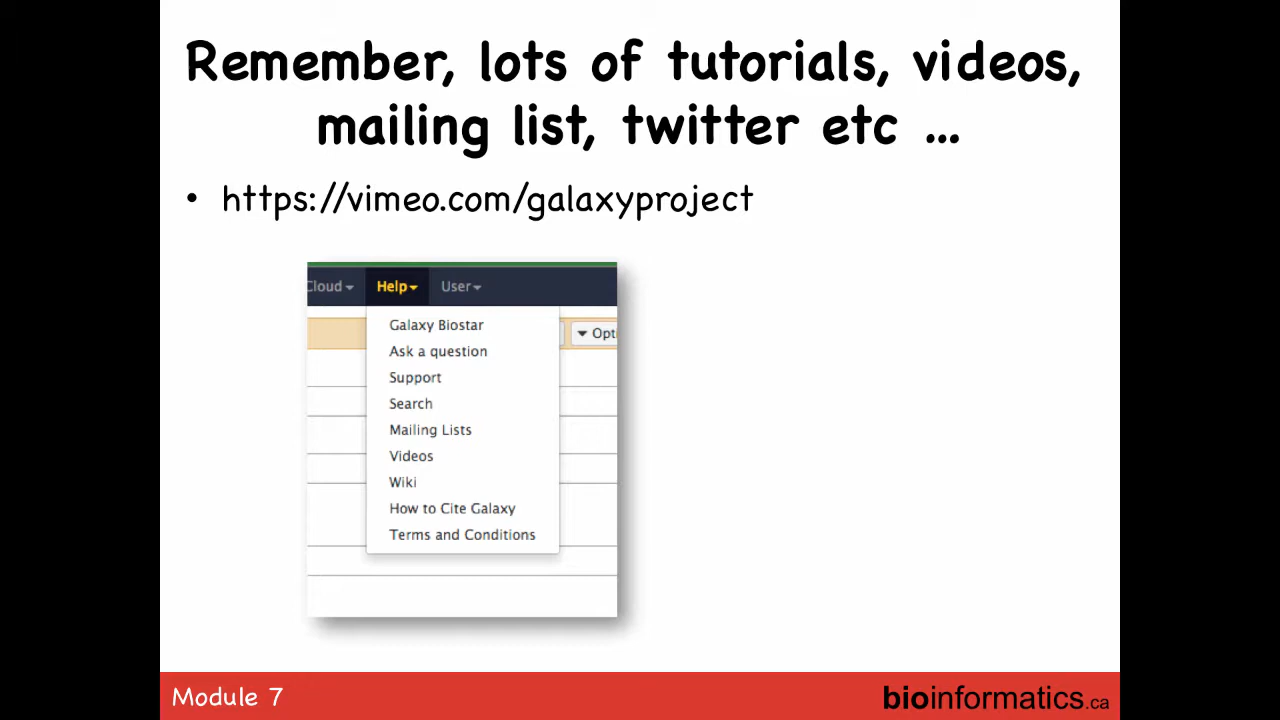 Remember, lots of tutorials, videos,
mailing list, twitter etc ...
• https://vimeo.com/galaxyproject
Cloud Help User
Galaxy Biostar
Opti
Ask a question
Support
Search
Mailing Lists
Videos
Wiki
How to Cite Galaxy
Terms and Conditions
Module 7
bioinformatics.ca